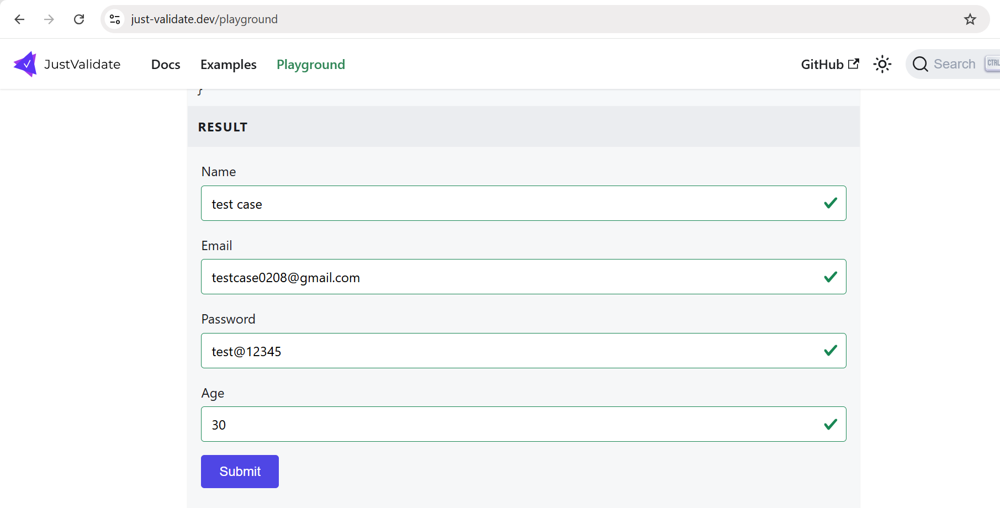 just-validate.dev/playground
JustValidate Docs Examples Playground GitHub Search CTRL
}
RESULT
Name
test case
Email
testcase0208@gmail.com
Password
test@12345
Age
30
Submit